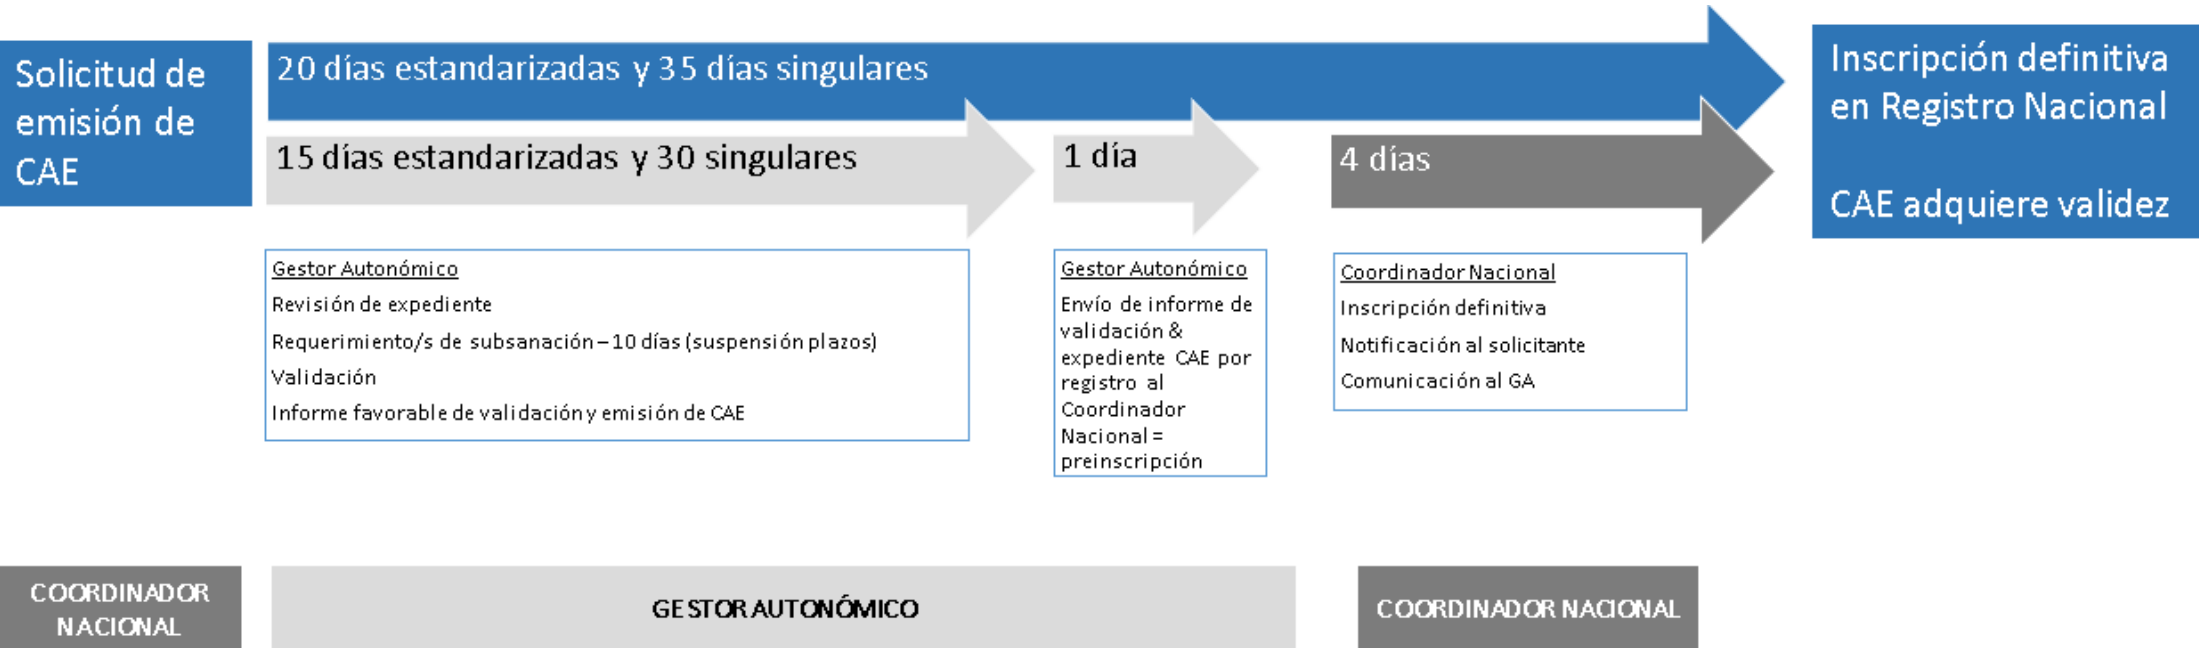 Solicitud de
emisión de
CAE
20 días estandarizadas y 35 días singulares
15 días estandarizadas y 30 singulares
1 día
4 días
Inscripción definitiva
en Registro Nacional
CAE adquiere validez
Gestor Autonómico
Revisión de expediente
Requerimiento/s de subsanación – 10 días (suspensión plazos)
Validación
Informe favorable de validación y emisión de CAE
Gestor Autonómico
Envío de informe de
validación &
expediente CAE por
registro al
Coordinador
Nacional =
preinscripción
Coordinador Nacional
Inscripción definitiva
Notificación al solicitante
Comunicación al GA
COORDINADOR
NACIONAL
GESTOR AUTONÓMICO
COORDINADOR NACIONAL